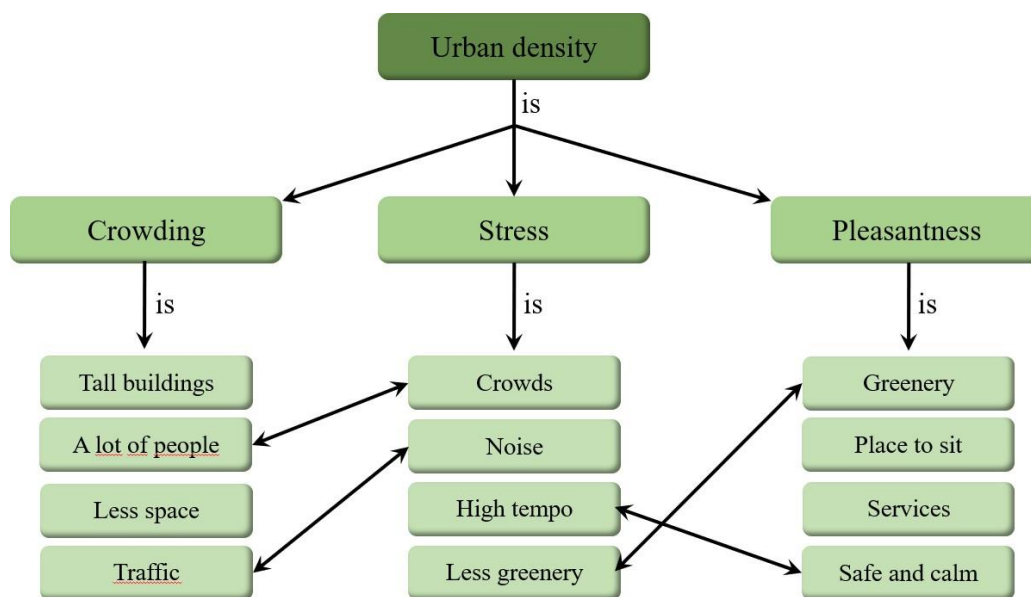 Urban density
is
Crowding
Stress
Pleasantness
is
is
is
Tall buildings
Crowds
Greenery
A lot of people
Noise
Place to sit
Less space
High tempo
Services
Traffic
Less greenery
Safe and calm